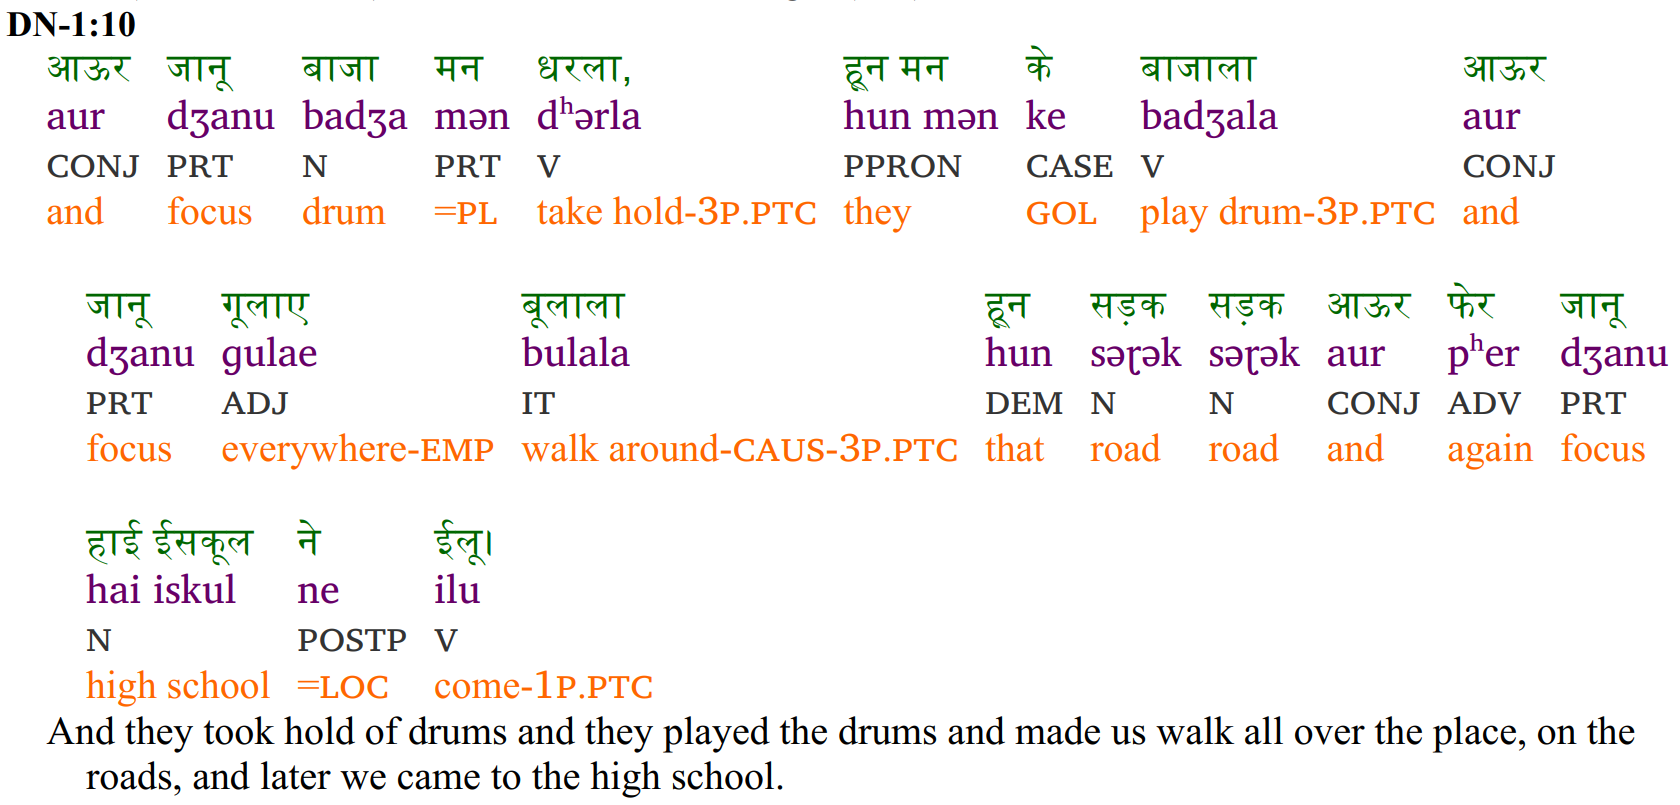 DN-1:10
आऊर जानू बाजा मन धरला, हून मन के बाजाला आऊर
aur dʒanu badʒa mən dʰərla hun mən ke badʒala aur
CONJ PRT N PRT V PPRON CASE V CONJ
and focus drum =PL take hold-3P.PTC they GOL play drum-3P.PTC and
जानू गूलाए बूलाला हून सड़क सड़क आऊर फेर जानू
dʒanu gulae bulala hun səɽək səɽək aur pʰer dʒanu
PRT ADJ IT DEM N N CONJ ADV PRT
focus everywhere-EMP walk around-CAUS-3P.PTC that road road and again focus
हाई ईसकूल ने ईलू।
hai iskul ne ilu
N POSTP V
high school =LOC come-1P.PTC
And they took hold of drums and they played the drums and made us walk all over the place, on the
roads, and later we came to the high school.